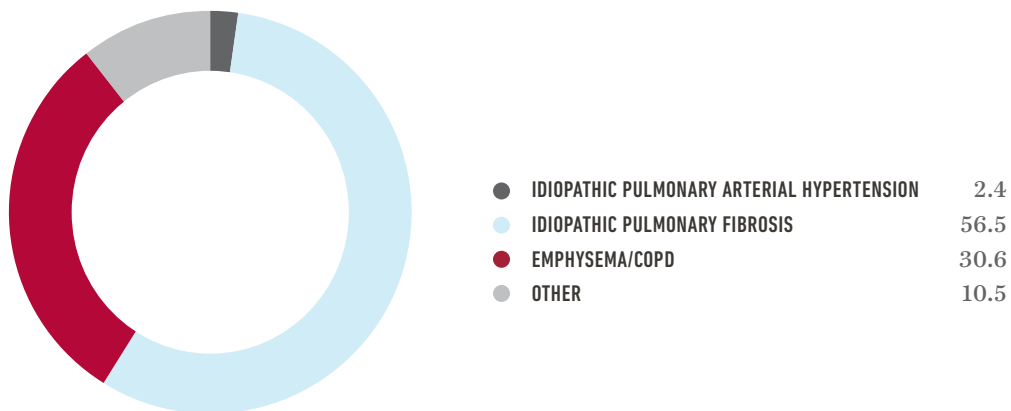 IDIOPATHIC PULMONARY ARTERIAL HYPERTENSION 2.4
IDIOPATHIC PULMONARY FIBROSIS 56.5
EMPHYSEMA/COPD 30.6
OTHER 10.5